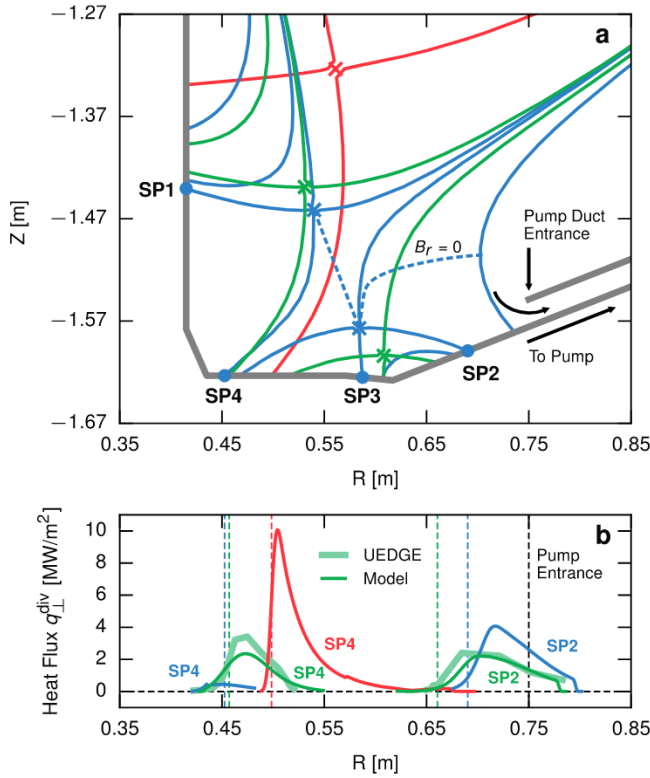 −1.27
a
−1.37
SP1
−1.47
Z [m]
Pump Duct
Entrance
B_r = 0
−1.57
To Pump
SP4
SP3
SP2
−1.67
0.35
0.45
0.55
0.65
0.75
0.85
R [m]
b
10
UEDGE
Pump
Entrance
8
Model
6
SP4
SP2
4
SP4
SP4
SP2
2
0
Heat Flux q_⊥^div [MW/m²]
0.35
0.45
0.55
0.65
0.75
0.85
R [m]